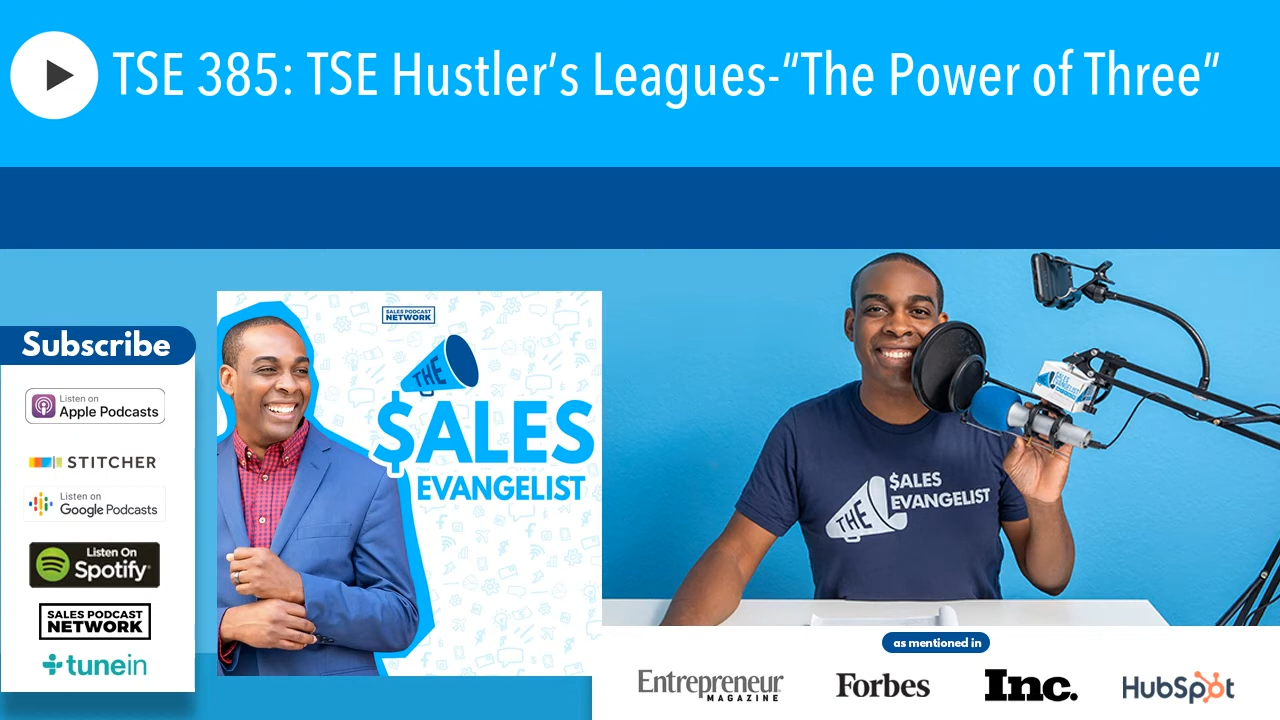 TSE 385: TSE Hustler‘s Leagues-“The Power of Three”
Subscribe
Listen on
Apple Podcasts
STITCHER
Listen on
Google Podcasts
Listen On
Spotify
SALES PODCAST
NETWORK
tunein
SALES PODCAST
NETWORK
THE
$ALES
EVANGELIST
THE
$ALES
EVANGELIST
as mentioned in
Entrepreneur
MAGAZINE
Forbes
Inc.
HubSpot